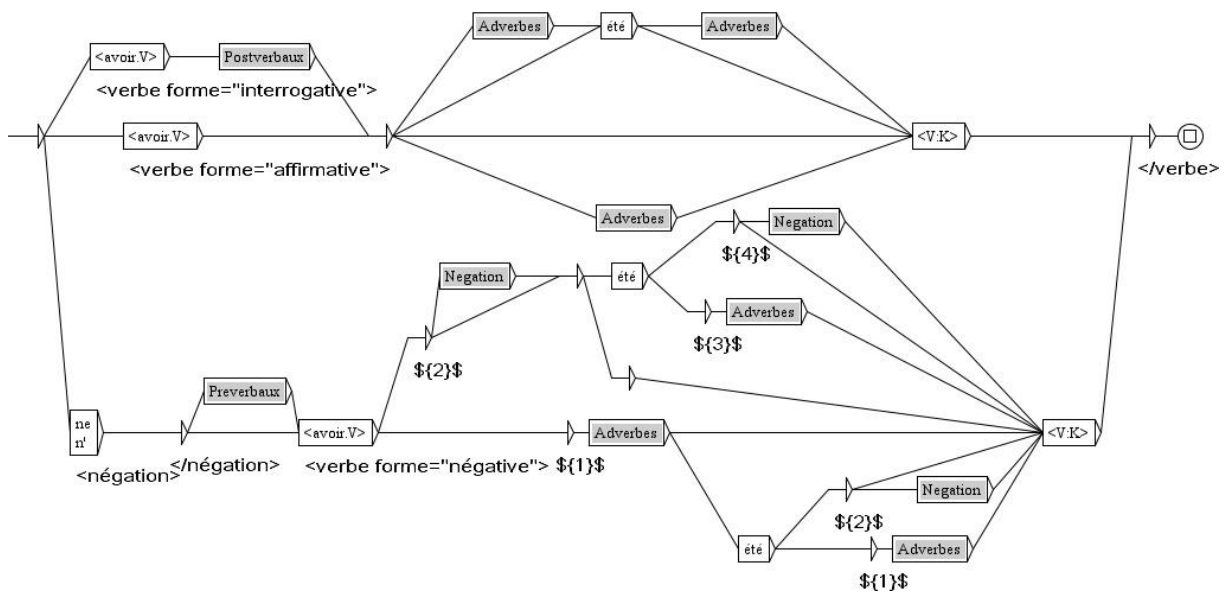 Adverbes
été
Adverbes
<avoir.V>
Postverbaux
<verbe forme="interrogative">
<avoir.V>
<V:K>
<verbe forme="affirmative">
</verbe>
Adverbes
Negation
${4}$
Negation
été
Adverbes
${3}$
${2}$
Preverbaux
ne
n'
<avoir.V>
Adverbes
<V:K>
<négation>
</négation>
<verbe forme="négative">
${1}$
Negation
${2}$
été
Adverbes
${1}$